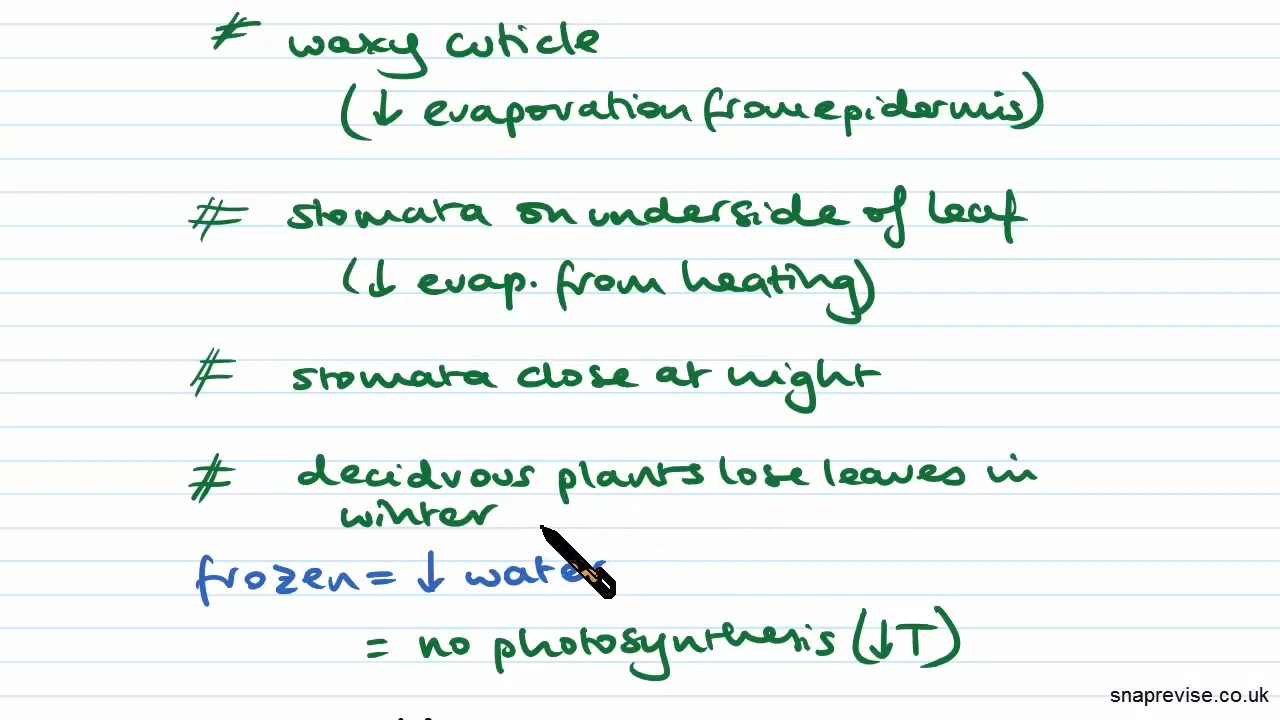 # waxy cuticle
(↓ evaporation from epidermis)
# stomata on underside of leaf
(↓ evap. from heating)
# stomata close at night
# deciduous plants lose leaves in
winter
frozen = ↓ water
= no photosynthesis (↓T)
snaprevise.co.uk